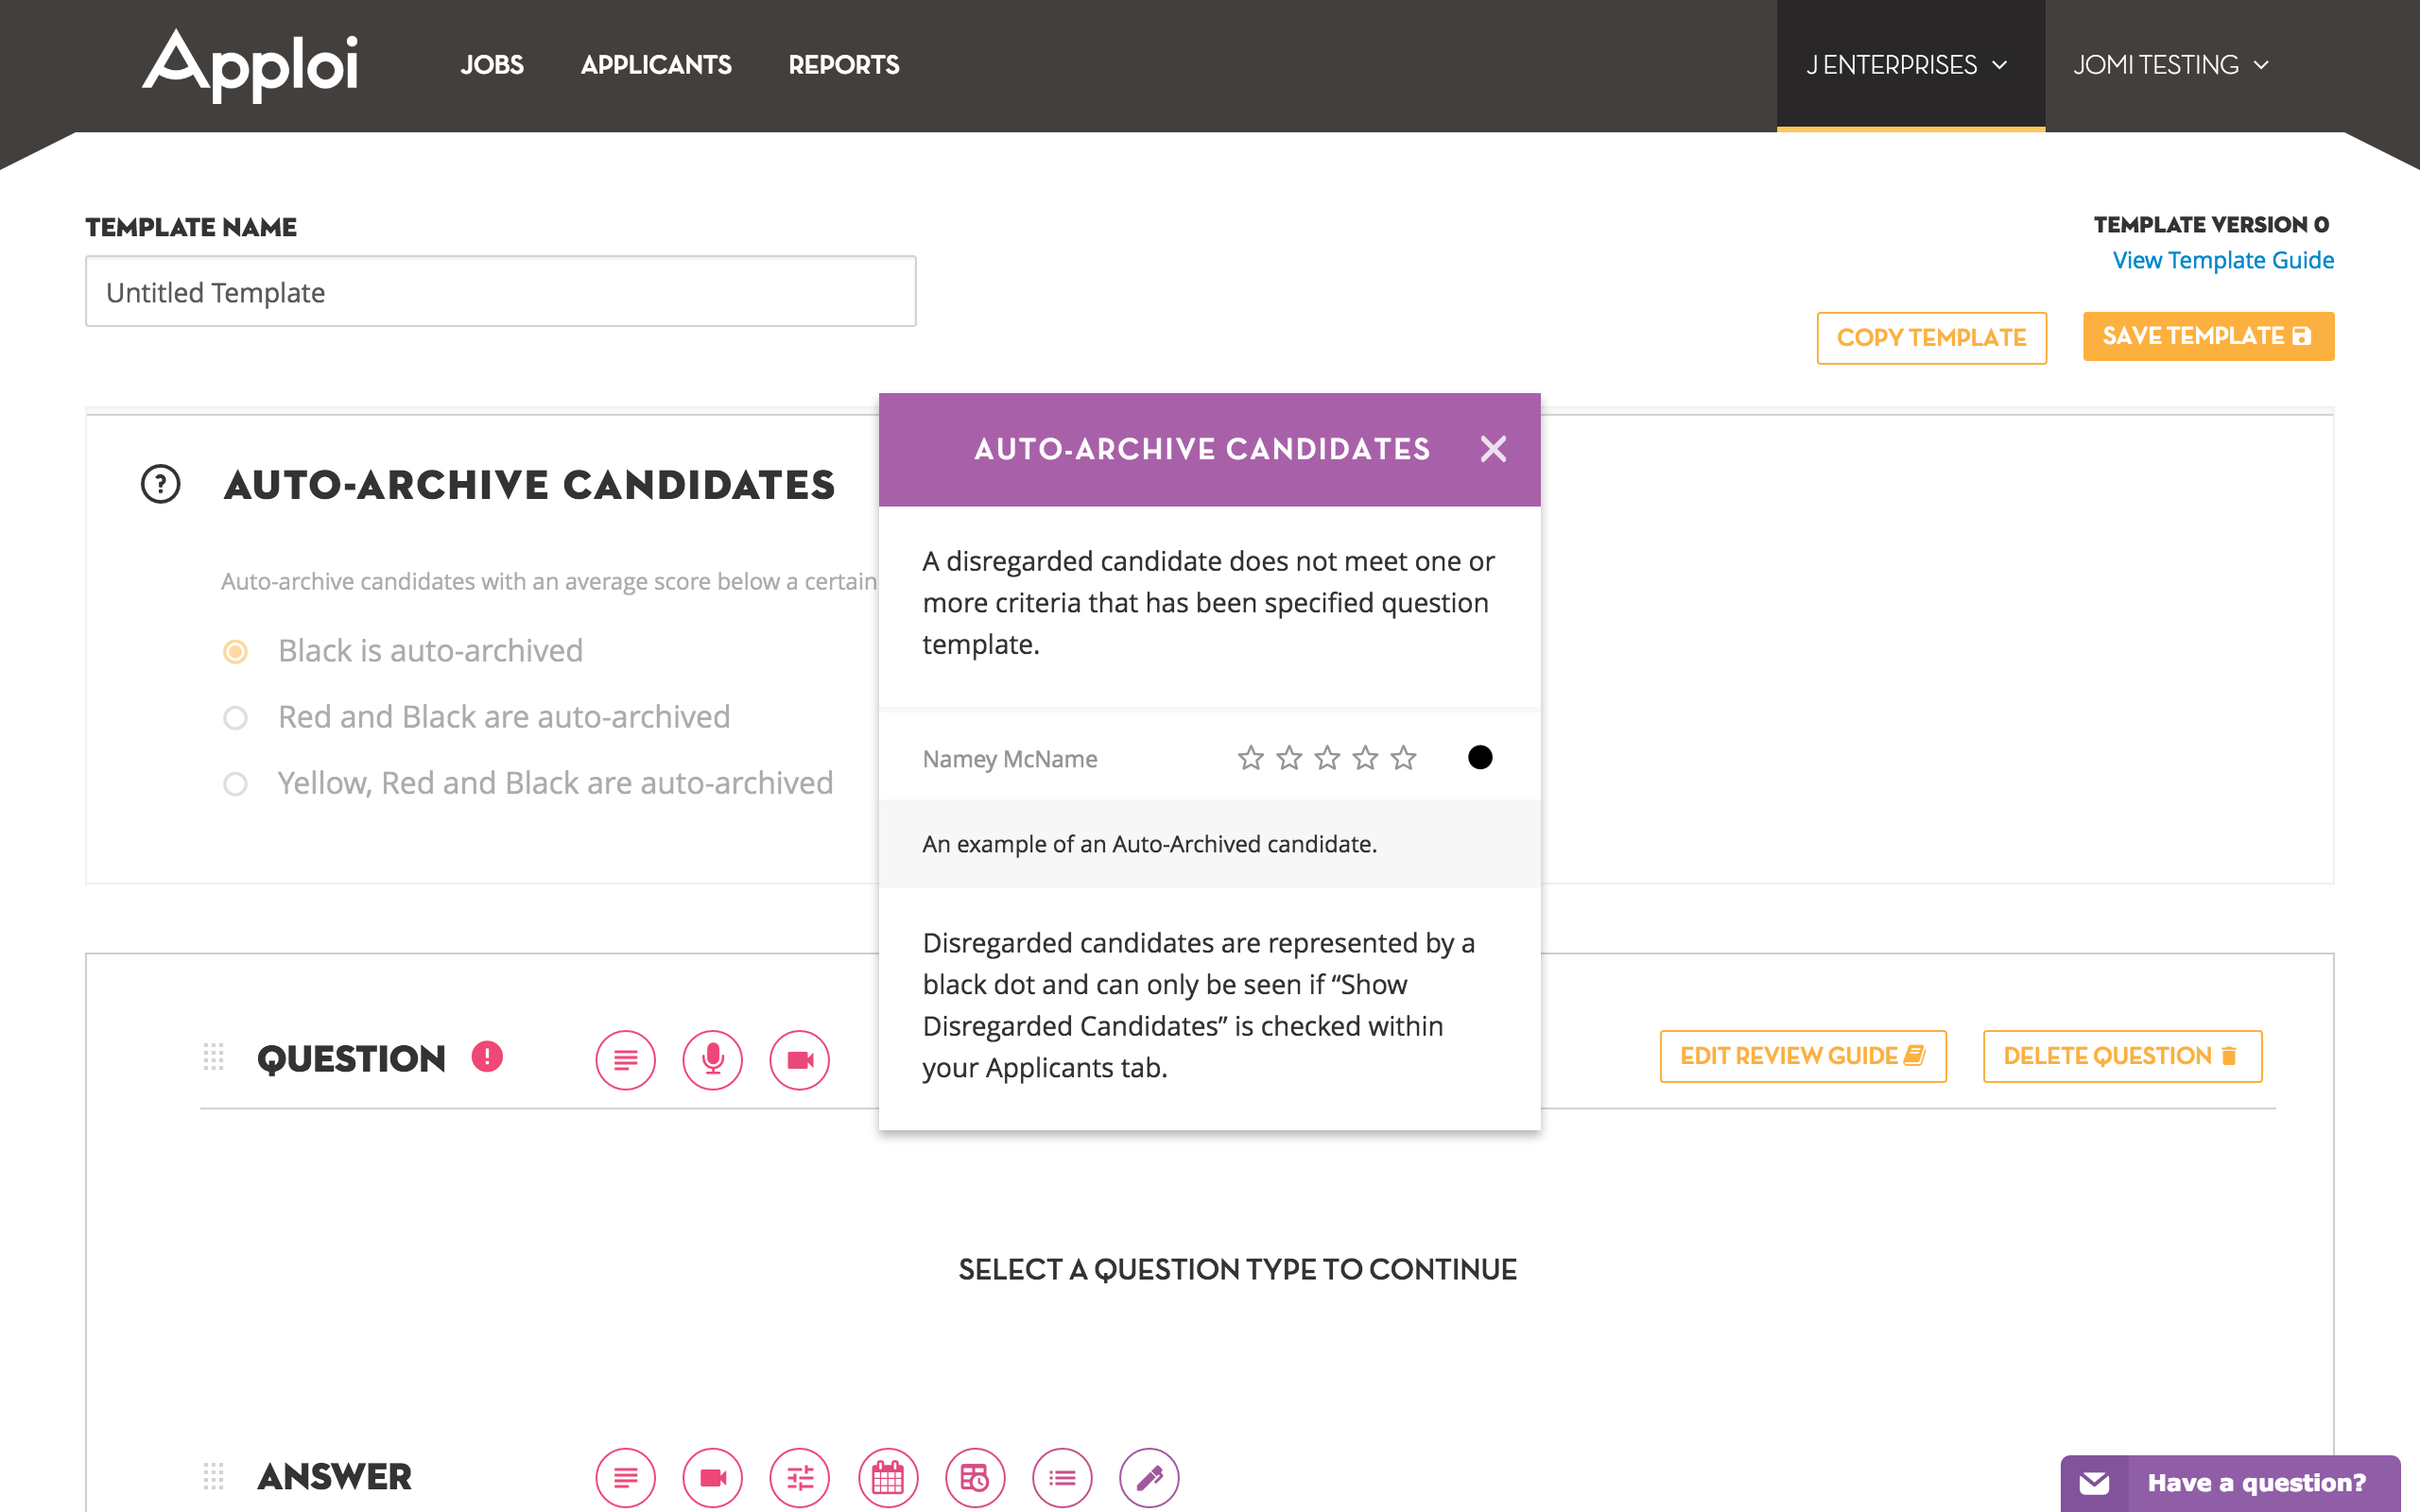 Apploi
JOBS
APPLICANTS
REPORTS
J ENTERPRISES
JOMI TESTING
TEMPLATE NAME
Untitled Template
TEMPLATE VERSION 0
View Template Guide
COPY TEMPLATE
SAVE TEMPLATE
AUTO-ARCHIVE CANDIDATES
Auto-archive candidates with an average score below a certain
Black is auto-archived
Red and Black are auto-archived
Yellow, Red and Black are auto-archived
AUTO-ARCHIVE CANDIDATES
A disregarded candidate does not meet one or
more criteria that has been specified question
template.
Namey McName
An example of an Auto-Archived candidate.
Disregarded candidates are represented by a
black dot and can only be seen if “Show
Disregarded Candidates” is checked within
your Applicants tab.
QUESTION
EDIT REVIEW GUIDE
DELETE QUESTION
SELECT A QUESTION TYPE TO CONTINUE
ANSWER
Have a question?